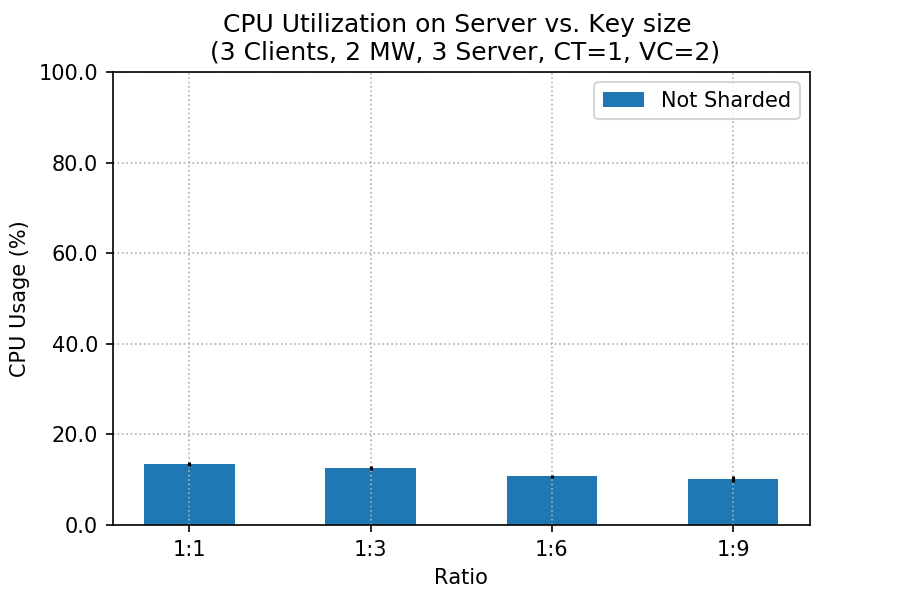 CPU Utilization on Server vs. Key size
(3 Clients, 2 MW, 3 Server, CT=1, VC=2)
100.0
80.0
60.0
40.0
20.0
0.0
CPU Usage (%)
Not Sharded
1:1
1:3
1:6
1:9
Ratio